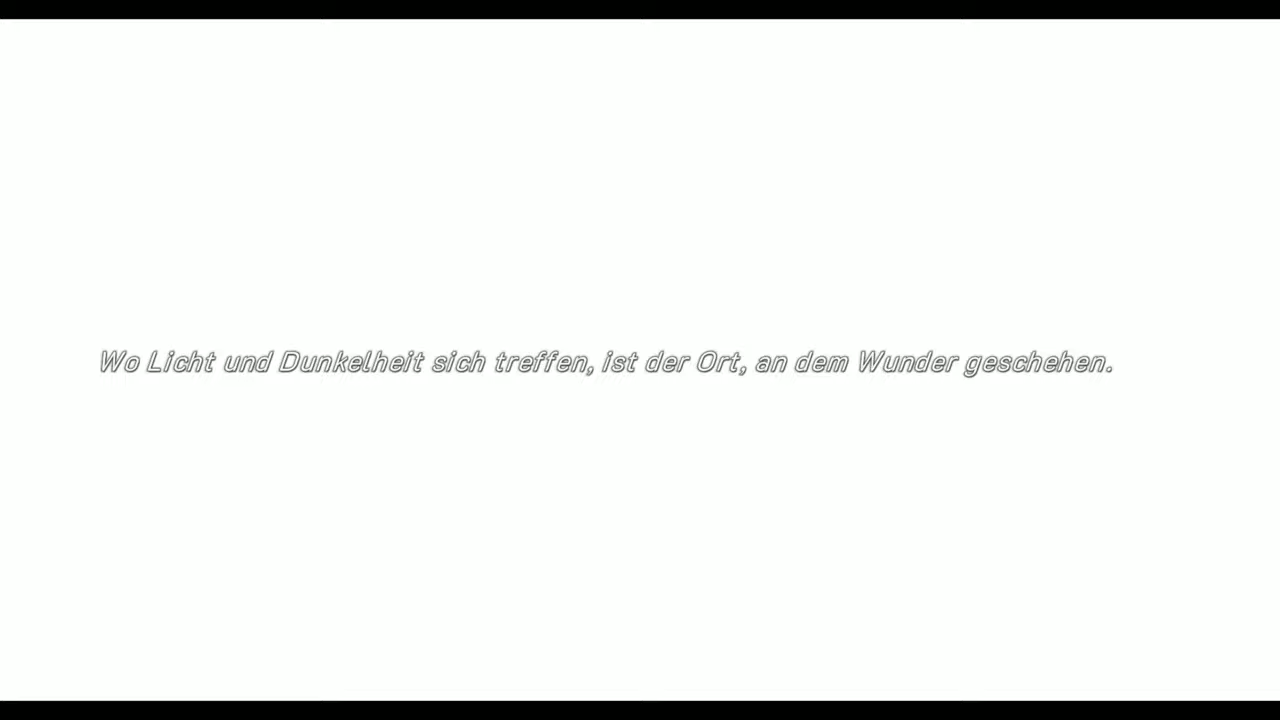 Wo Licht und Dunkelheit sich treffen, ist der Ort, an dem Wunder geschehen.